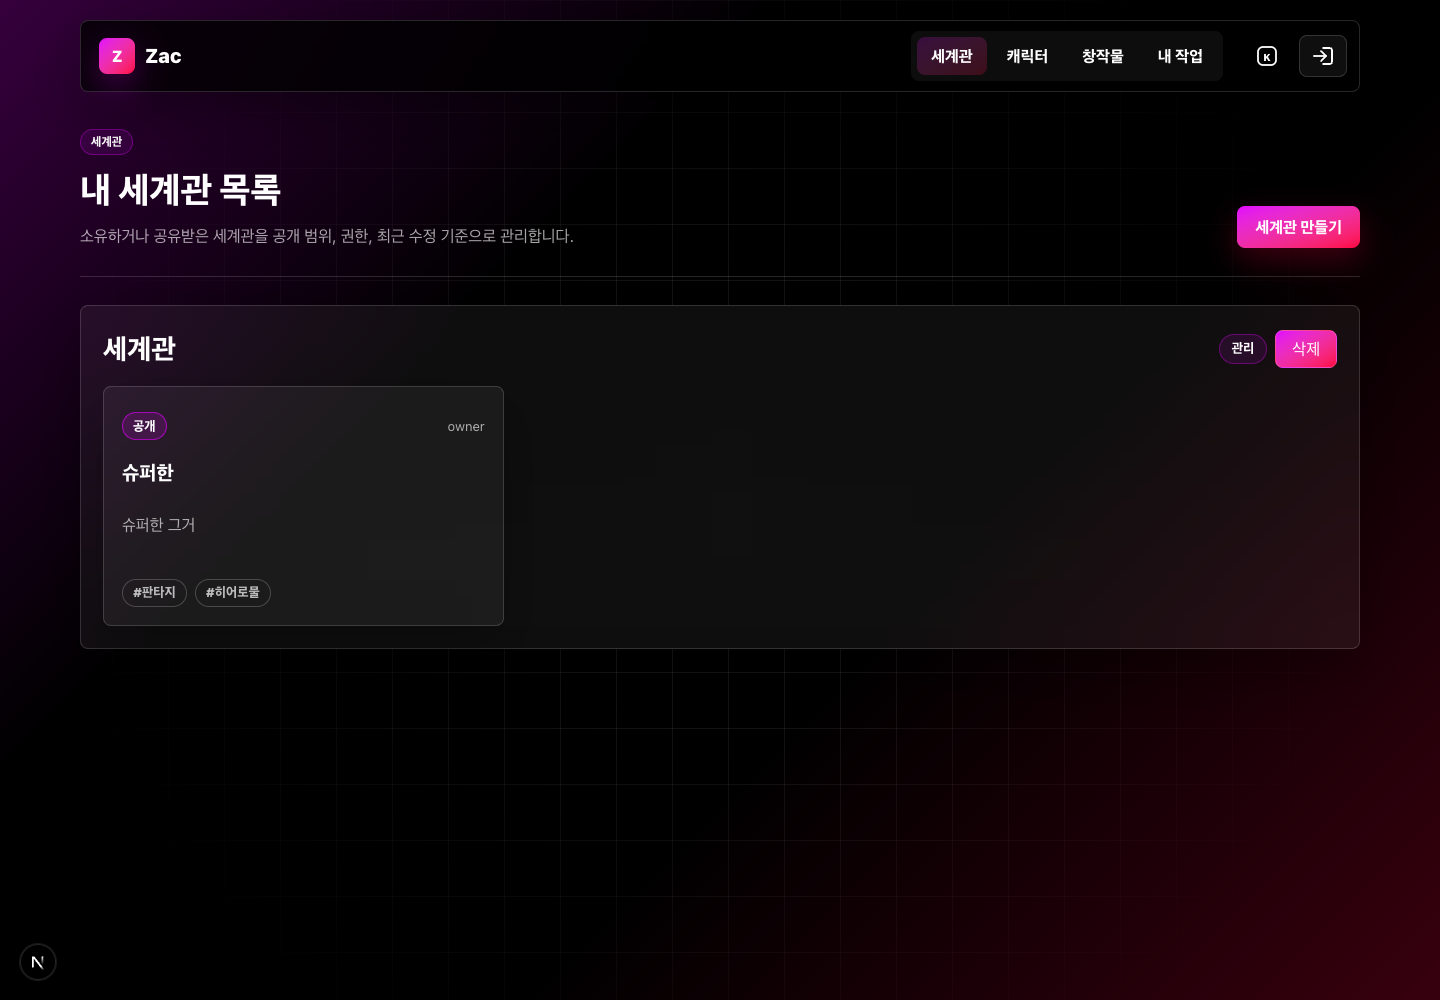 Z Zac 세계관 캐릭터 창작물 내 작업 K
세계관
내 세계관 목록
소유하거나 공유받은 세계관을 공개 범위, 권한, 최근 수정 기준으로 관리합니다.
세계관 만들기
세계관 관리 삭제
공개 owner
슈퍼한
슈퍼한 그거
#판타지 #히어로물
N